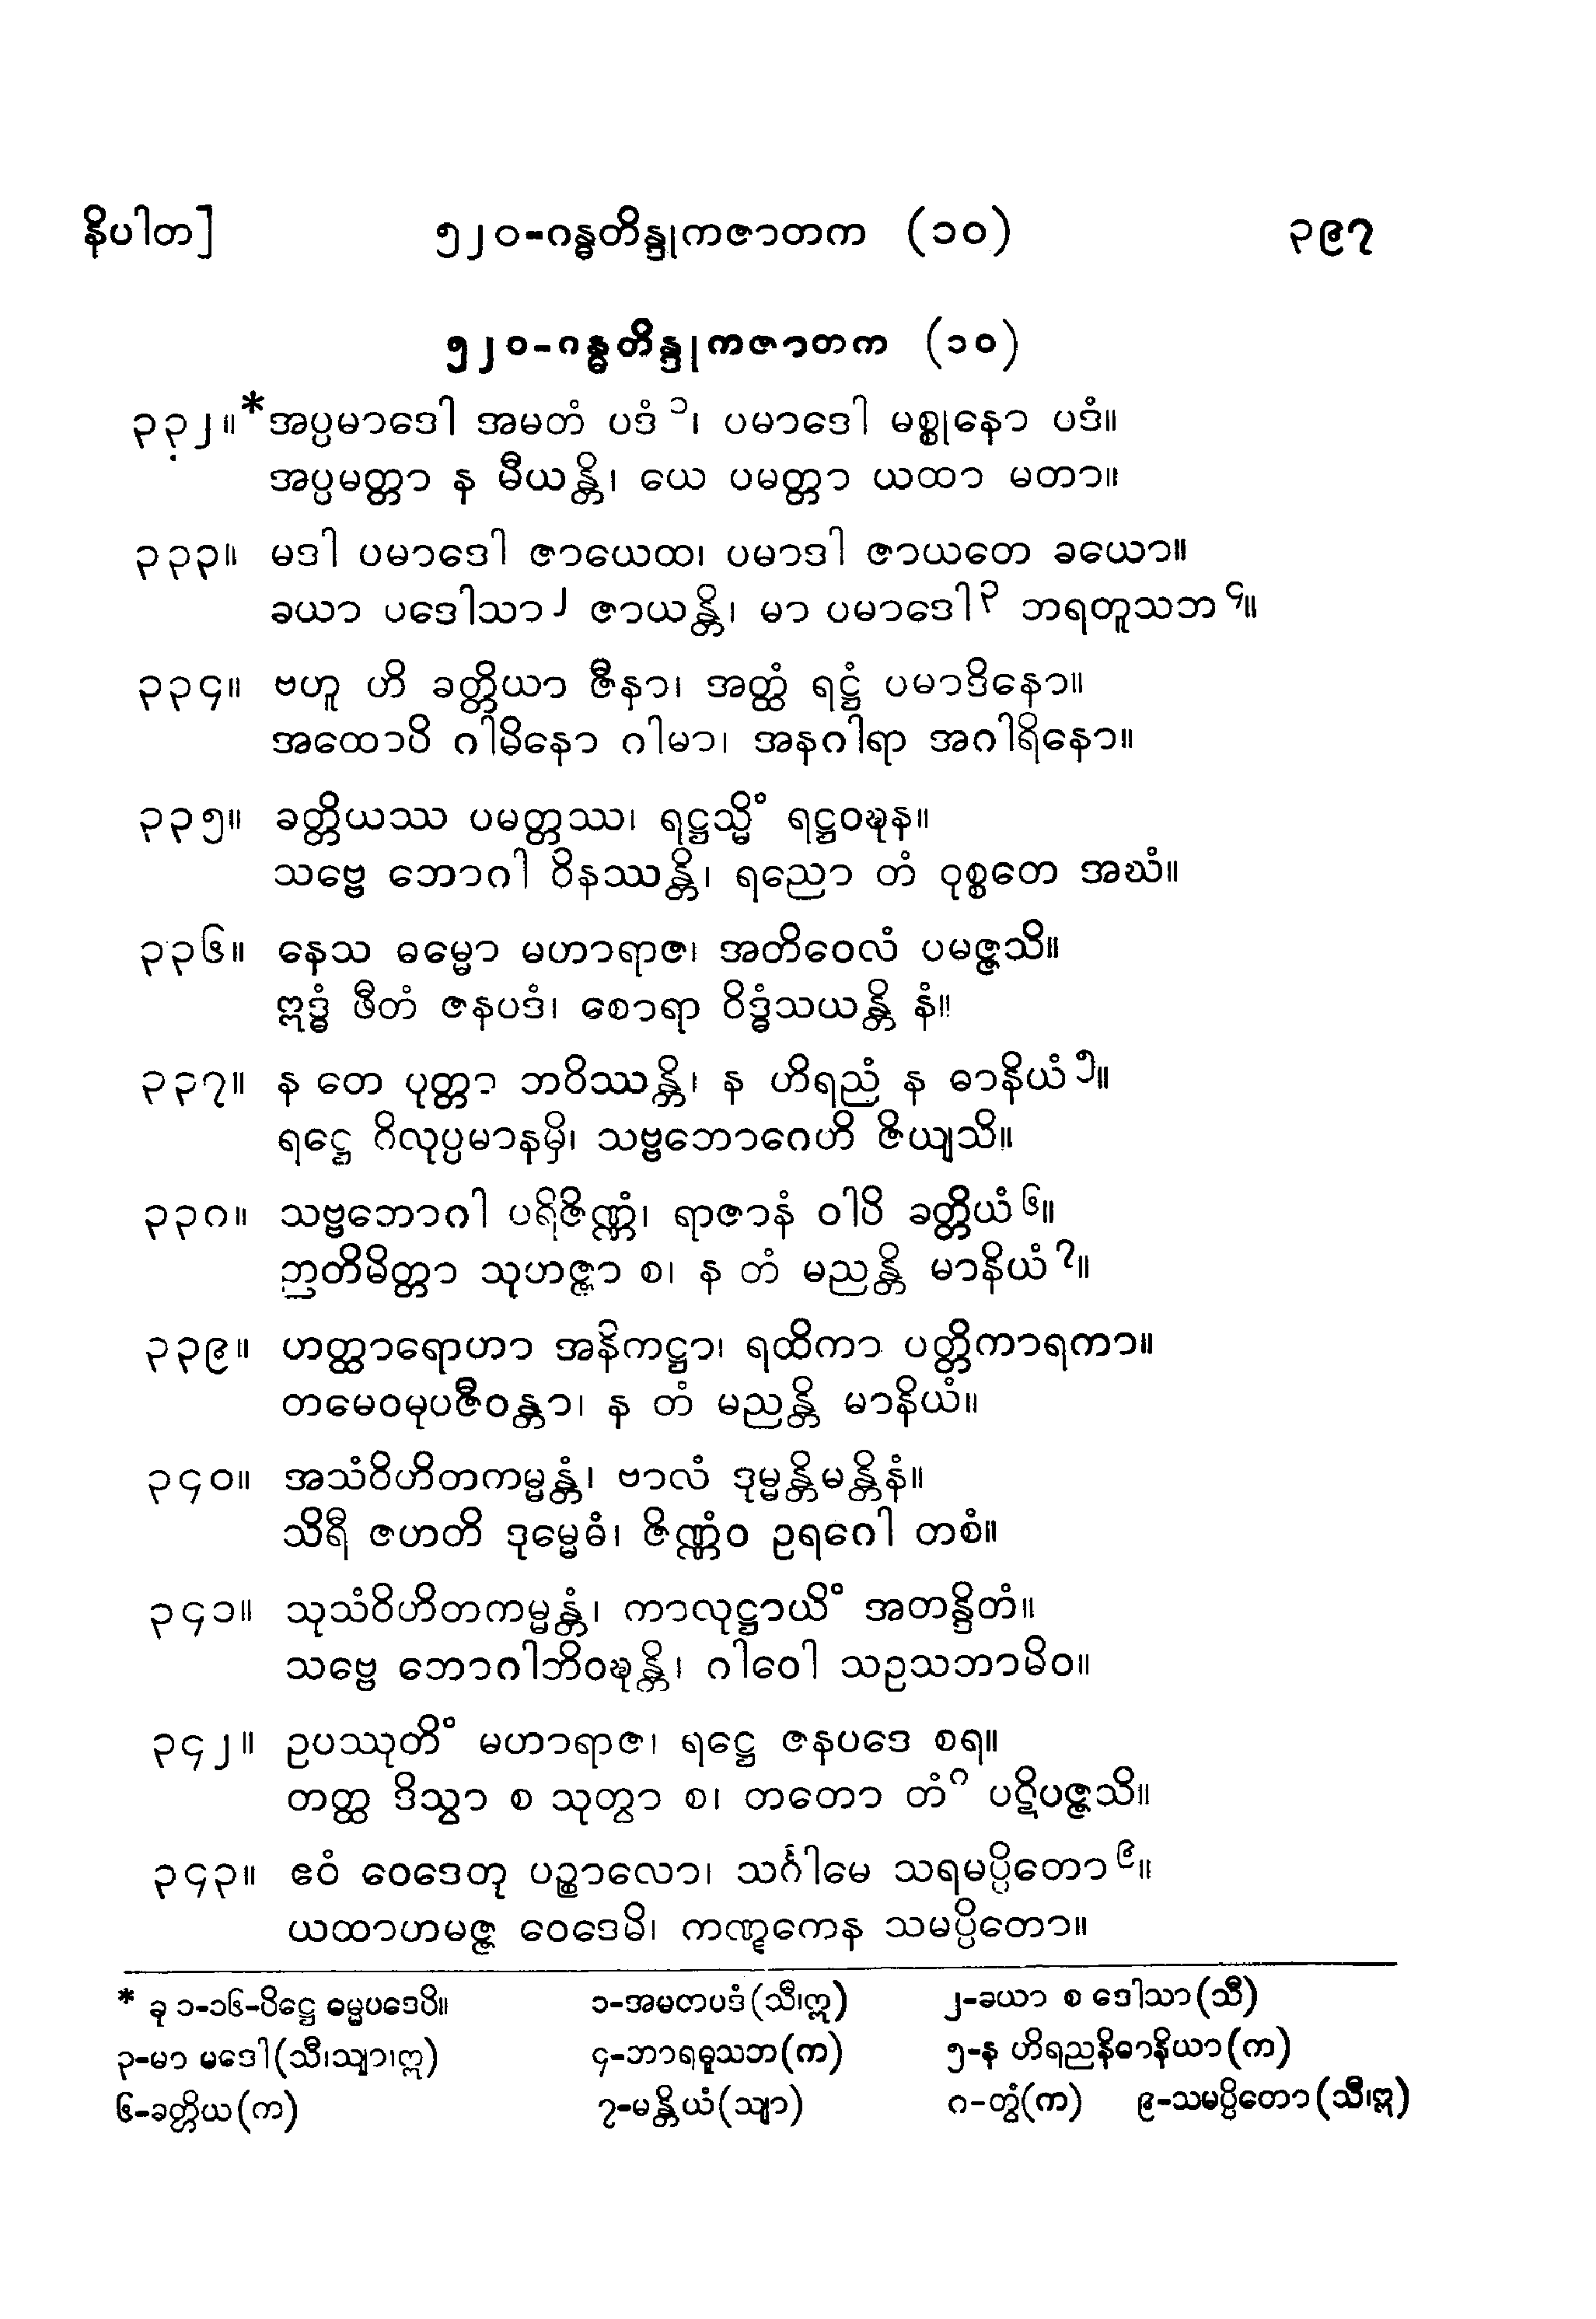 နိပါတ]	၅၂၀-ဂန္ဓတိန္ဒုကဇာတက (၁၀)	၃၉၇
၅၂၀-ဂန္ဓတိန္ဒုကဇာတက (၁၀)
၃၃၂။*အပ္ပမာဒေါ အမတံ ပဒံ ၁၊ ပမာဒေါ မစ္စုနော ပဒံ။
အပ္ပမတ္တာ န မီယန္တိ၊ ယေ ပမတ္တာ ယထာ မတာ။
၃၃၃။ မဒါ ပမာဒေါ ဇာယေထ၊ ပမာဒါ ဇာယတေ ခယော။
ခယာ ပဒေါသာ ၂ ဇာယန္တိ၊ မာ ပမာဒေါ ၃ ဘရတူသဘ ၄။
၃၃၄။ ဗဟူ ဟိ ခတ္တိယာ ဇီနာ၊ အတ္ထံ ရဋ္ဌံ ပမာဒိနော။
အထောပိ ဂါမိနော ဂါမာ၊ အနဂါရာ အဂါရိနော။
၃၃၅။ ခတ္တိယဿ ပမတ္တဿ၊ ရဋ္ဌသ္မိံ ရဋ္ဌဝဍ္ဎန။
သဗ္ဗေ ဘောဂါ ဝိနဿန္တိ၊ ရညော တံ ဝုစ္စတေ အဃံ။
၃၃၆။ နေသ ဓမ္မော မဟာရာဇ၊ အတိဝေလံ ပမဇ္ဇသိ။
ဣဒ္ဓံ ဖီတံ ဇနပဒံ၊ စောရာ ဝိဒ္ဓံသယန္တိ နံ။
၃၃၇။ န တေ ပုတ္တာ ဘဝိဿန္တိ၊ န ဟိရညံ န ဓာနိယံ ၅။
ရဋ္ဌေ ဝိလုပ္ပမာနမှိ၊ သဗ္ဗဘောဂေဟိ ဇိယျသိ။
၃၃၈။ သဗ္ဗဘောဂါ ပရိဇိဏ္ဏံ၊ ရာဇာနံ ဝါပိ ခတ္တိယံ ၆။
ဉာတိမိတ္တာ သုဟဇ္ဇာ စ၊ န တံ မညန္တိ မာနိယံ ၇။
၃၃၉။ ဟတ္ထာရောဟာ အနိကဋ္ဌာ၊ ရထိကာ ပတ္တိကာရကာ။
တမေဝမုပဇီဝန္တာ၊ န တံ မညန္တိ မာနိယံ။
၃၄၀။ အသံဝိဟိတကမ္မန္တံ၊ ဗာလံ ဒုမ္မန္တိမန္တိနံ။
သိရီ ဇဟတိ ဒုမ္မေဓံ၊ ဇိဏ္ဏံဝ ဥရဂေါ တစံ။
၃၄၁။ သုသံဝိဟိတကမ္မန္တံ၊ ကာလုဋ္ဌာယိံ အတန္ဒိတံ။
သဗ္ဗေ ဘောဂါဘိဝဍ္ဎန္တိ၊ ဂါဝေါ သဥသဘာမိဝ။
၃၄၂။ ဥပဿုတိံ မဟာရာဇ၊ ရဋ္ဌေ ဇနပဒေ စရ။
တတ္ထ ဒိသွာ စ သုတွာ စ၊ တတော တံ ၈ ပဋိပဇ္ဇသိ။
၃၄၃။ ဧဝံ ဝေဒေတု ပဉ္စာလော၊ သင်္ဂါမေ သရမပ္ပိတော ၉။
ယထာဟမဇ္ဇ ဝေဒေမိ၊ ကဏ္ဋကေန သမပ္ပိတော။
* ခု ၁-၁၆-ပိဋ္ဌေ ဓမ္မပဒေပိ။	၁-အမတပဒံ(သီ၊ဣ)	၂-ခယာ စ ဒေါသာ(သီ)
၃-မာ မဒေါ(သီ၊သျာ၊ဣ)	၄-ဘာရဓူသဘ(က)	၅-န ဟိရညနိဓာနိယာ(က)
၆-ခတ္တိယ(က)	၇-မန္တိယံ(သျာ)	၈-တွံ(က)	၉-သမပ္ပိတော(သီ၊ဣ)